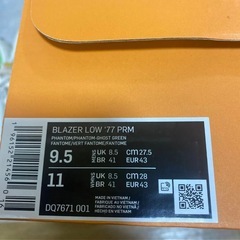 BLAZER LOW '77 PRM
PHANTOM/PHANTOM-GHOST GREEN
FANTOME/VERT FANTOME/FANTOME
9.5 UK 8.5 CM 27.5
BR 41 EUR 43
11 UK 8.5 CM 28
BR 41 EUR 43
DQ7671 001
MADE IN VIETNAM/
FABRIQUE AU VIETNAM/
HECHO EN VIETNAM